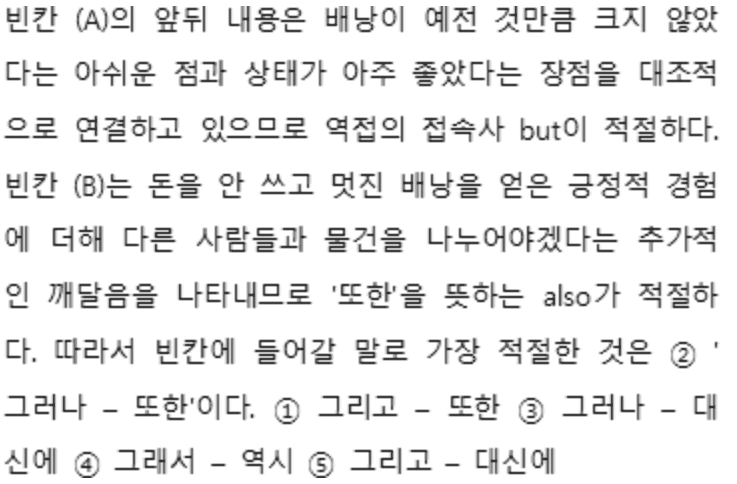 빈칸 (A)의 앞뒤 내용은 배낭이 예전 것만큼 크지 않았
다는 아쉬운 점과 상태가 아주 좋았다는 장점을 대조적
으로 연결하고 있으므로 역접의 접속사 but이 적절하다.
빈칸 (B)는 돈을 안 쓰고 멋진 배낭을 얻은 긍정적 경험
에 더해 다른 사람들과 물건을 나누어야겠다는 추가적
인 깨달음을 나타내므로 '또한'을 뜻하는 also가 적절하
다. 따라서 빈칸에 들어갈 말로 가장 적절한 것은 ② '
그러나 – 또한'이다. ① 그리고 – 또한 ③ 그러나 – 대
신에 ④ 그래서 – 역시 ⑤ 그리고 – 대신에